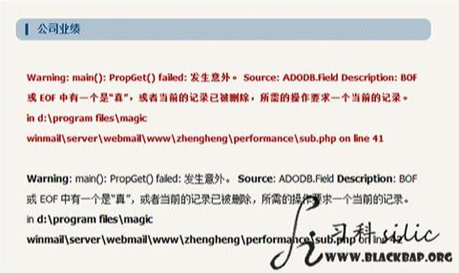 公司业绩
Warning: main(): PropGet() failed: 发生意外。 Source: ADODB.Field Description: BOF
或 EOF 中有一个是“真”，或者当前的记录已被删除，所需的操作要求一个当前的记录。
in d:\program files\magic
winmail\server\webmail\www\zhengheng\performance\sub.php on line 41
Warning: main(): PropGet() failed: 发生意外。 Source: ADODB.Field Description: BOF
或 EOF 中有一个是“真”，或者当前的记录已被删除，所需的操作要求一个当前的记录。
in d:\program files\magic
winmail\server\webmail\www\zhengheng\performance\sub.php on line 42
习科silic
www.blackbap.org